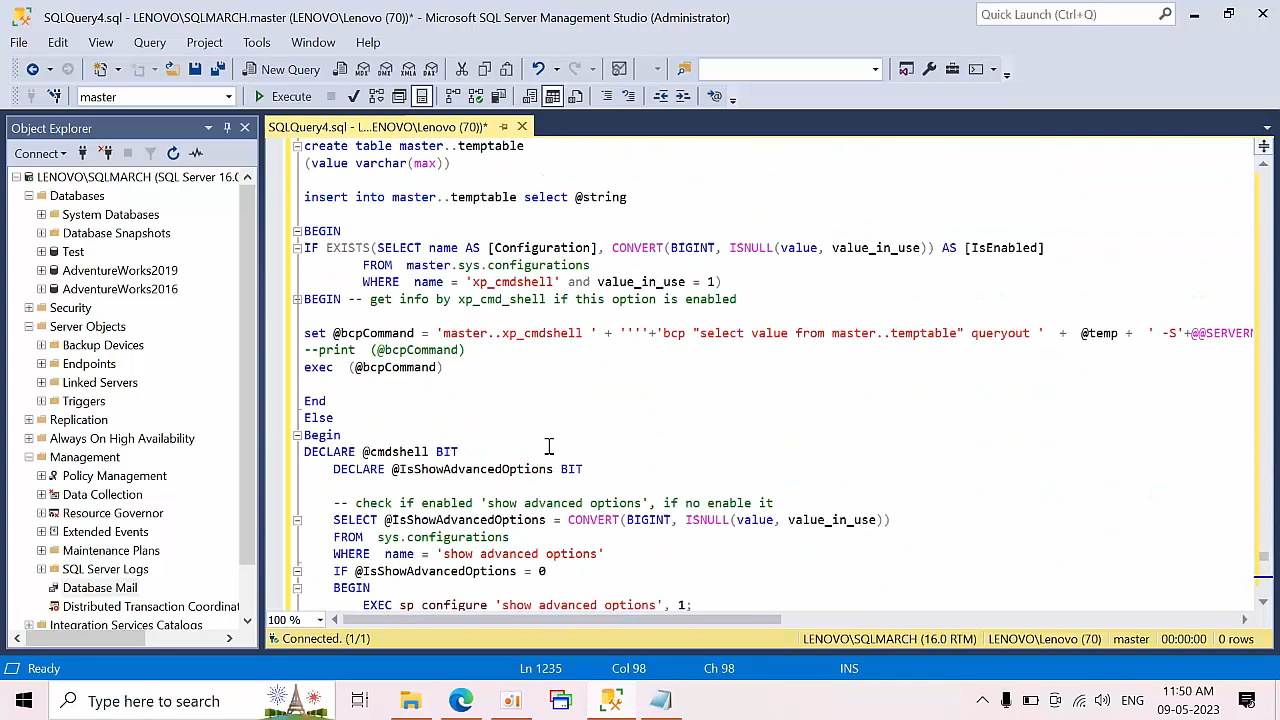 SQLQuery4.sql - LENOVO\SQLMARCH.master (LENOVO\Lenovo (70))* - Microsoft SQL Server Management Studio (Administrator)
Quick Launch (Ctrl+Q)
File Edit View Query Project Tools Window Help
New Query
MDX DMX XMLA DAX
master
Execute
Object Explorer
SQLQuery4.sql - L...ENOVO\Lenovo (70))*
Connect
LENOVO\SQLMARCH (SQL Server 16.0
Databases
System Databases
Database Snapshots
Test
AdventureWorks2019
AdventureWorks2016
Security
Server Objects
Backup Devices
Endpoints
Linked Servers
Triggers
Replication
Always On High Availability
Management
Policy Management
Data Collection
Resource Governor
Extended Events
Maintenance Plans
SQL Server Logs
Database Mail
Distributed Transaction Coordina
Integration Services Catalogs
create table master..temptable
(value varchar(max))
insert into master..temptable select @string
BEGIN
IF EXISTS(SELECT name AS [Configuration], CONVERT(BIGINT, ISNULL(value, value_in_use)) AS [IsEnabled]
FROM master.sys.configurations
WHERE name = 'xp_cmdshell' and value_in_use = 1)
BEGIN -- get info by xp_cmd_shell if this option is enabled
set @bcpCommand = 'master..xp_cmdshell ' + ''''+'bcp "select value from master..temptable" queryout ' + @temp + ' -S'+@@SERVERN
--print (@bcpCommand)
exec (@bcpCommand)
End
Else
Begin
DECLARE @cmdshell BIT
DECLARE @IsShowAdvancedOptions BIT
-- check if enabled 'show advanced options', if no enable it
SELECT @IsShowAdvancedOptions = CONVERT(BIGINT, ISNULL(value, value_in_use))
FROM sys.configurations
WHERE name = 'show advanced options'
IF @IsShowAdvancedOptions = 0
BEGIN
EXEC sp_configure 'show advanced options', 1;
100 %
Connected. (1/1)
LENOVO\SQLMARCH (16.0 RTM) LENOVO\Lenovo (70) master 00:00:00 0 rows
Ready
Ln 1235 Col 98 Ch 98 INS
Type here to search
ENG
11:50 AM
09-05-2023